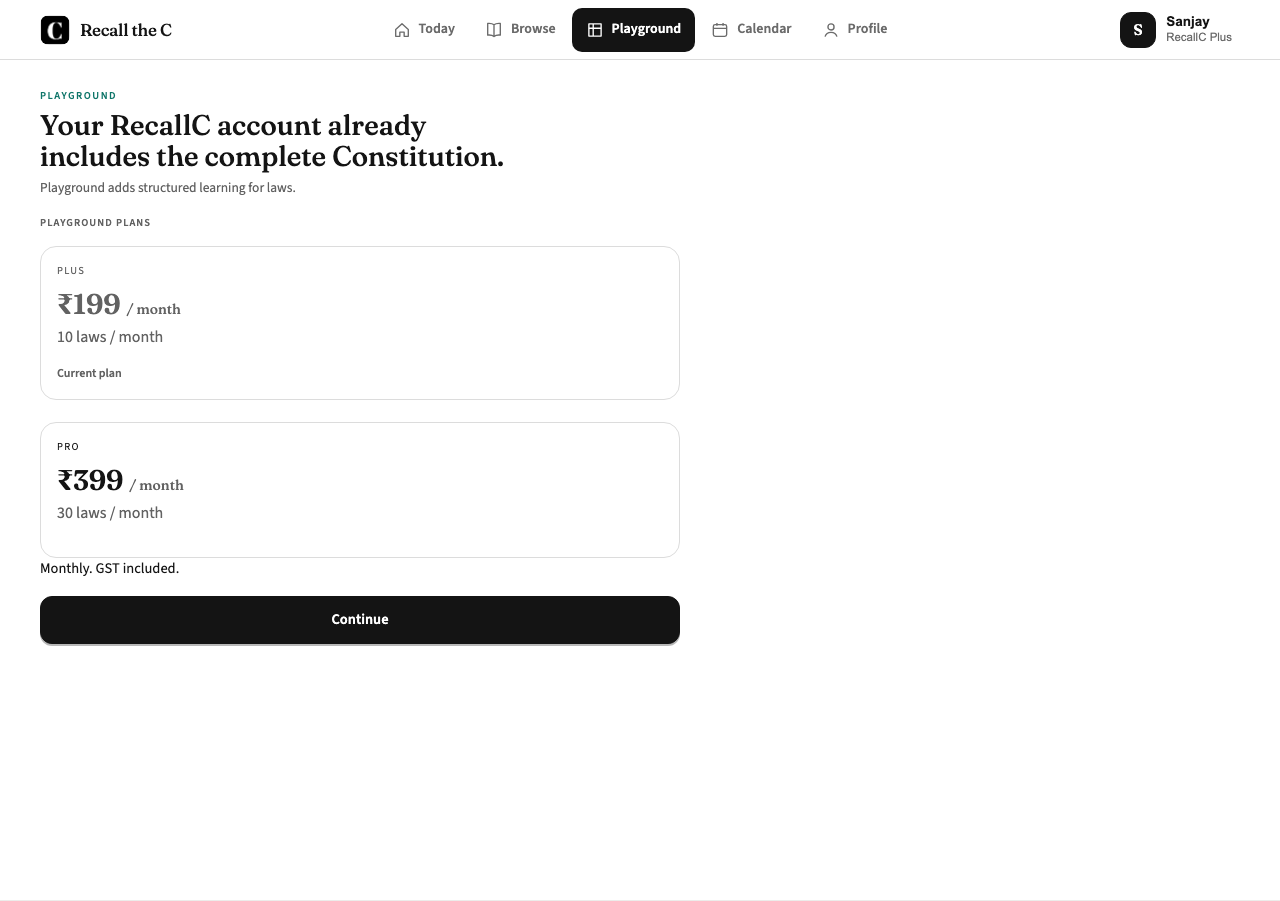 C
Recall the C
Today
Browse
Playground
Calendar
Profile
S
Sanjay
RecallC Plus
PLAYGROUND
Your RecallC account already
includes the complete Constitution.
Playground adds structured learning for laws.
PLAYGROUND PLANS
PLUS
₹199 / month
10 laws / month
Current plan
PRO
₹399 / month
30 laws / month
Monthly. GST included.
Continue